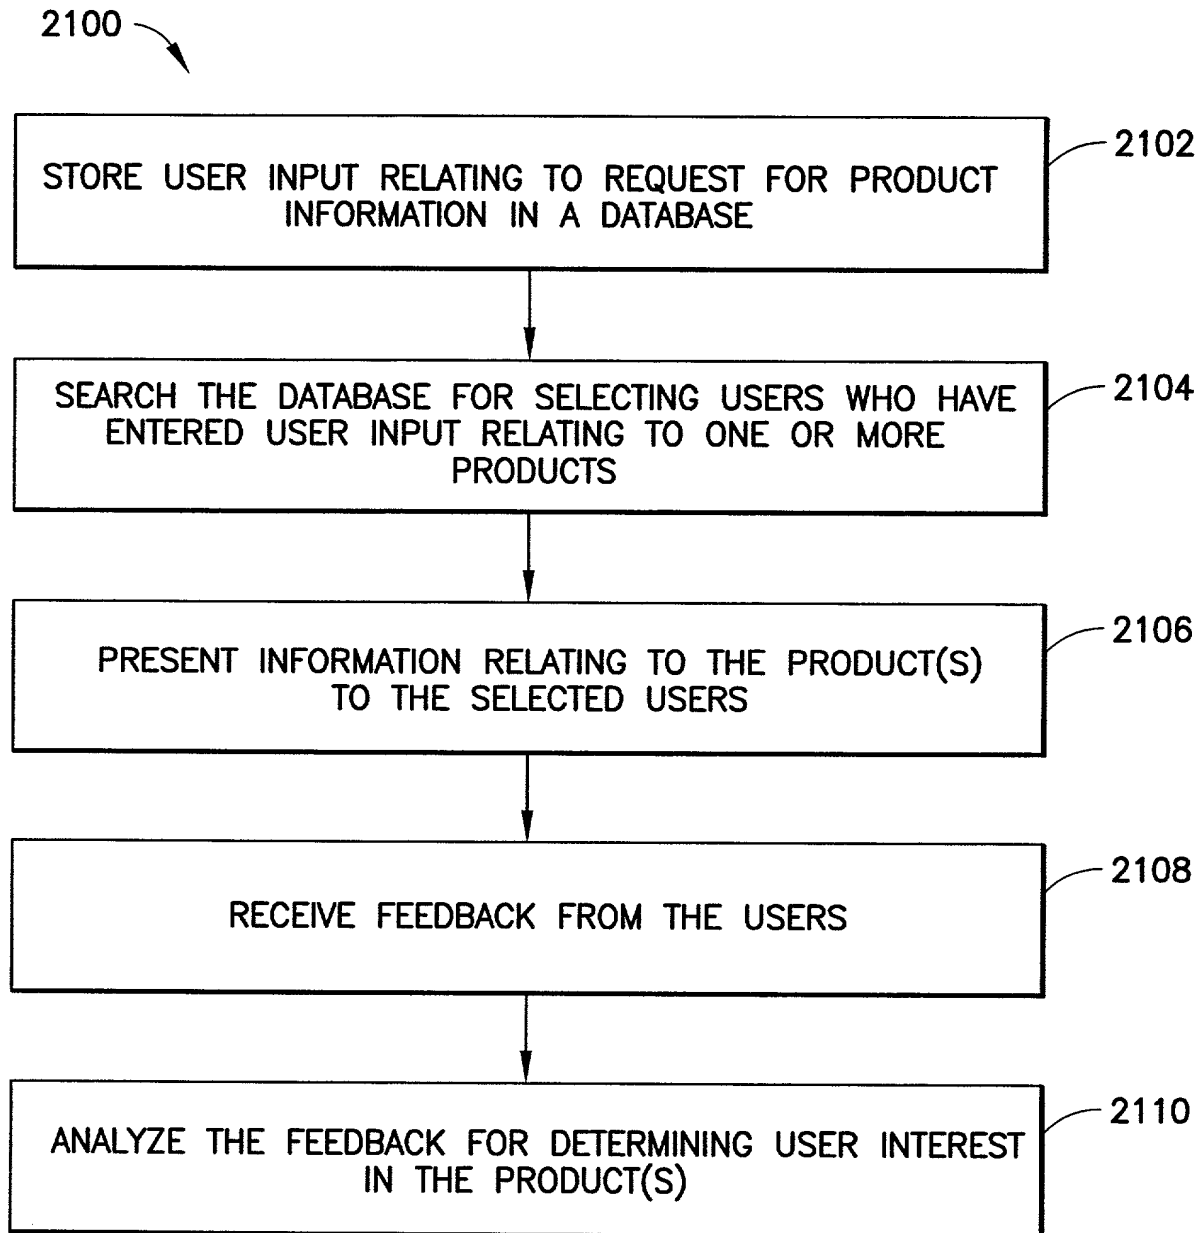 2100
STORE USER INPUT RELATING TO REQUEST FOR PRODUCT
INFORMATION IN A DATABASE
2102
SEARCH THE DATABASE FOR SELECTING USERS WHO HAVE
ENTERED USER INPUT RELATING TO ONE OR MORE
PRODUCTS
2104
PRESENT INFORMATION RELATING TO THE PRODUCT(S)
TO THE SELECTED USERS
2106
RECEIVE FEEDBACK FROM THE USERS
2108
ANALYZE THE FEEDBACK FOR DETERMINING USER INTEREST
IN THE PRODUCT(S)
2110